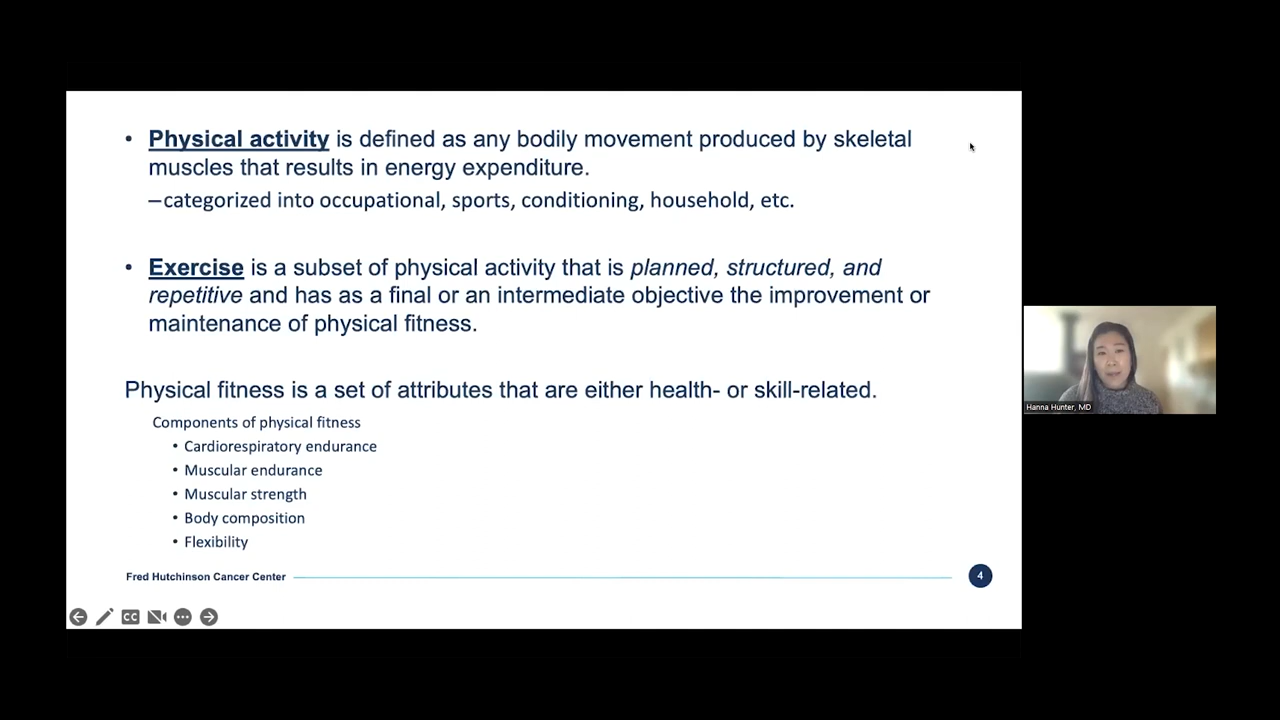 • Physical activity is defined as any bodily movement produced by skeletal
muscles that results in energy expenditure.
–categorized into occupational, sports, conditioning, household, etc.
• Exercise is a subset of physical activity that is planned, structured, and
repetitive and has as a final or an intermediate objective the improvement or
maintenance of physical fitness.
Physical fitness is a set of attributes that are either health- or skill-related.
Components of physical fitness
• Cardiorespiratory endurance
• Muscular endurance
• Muscular strength
• Body composition
• Flexibility
Fred Hutchinson Cancer Center
4
CC
Hanna Hunter, MD